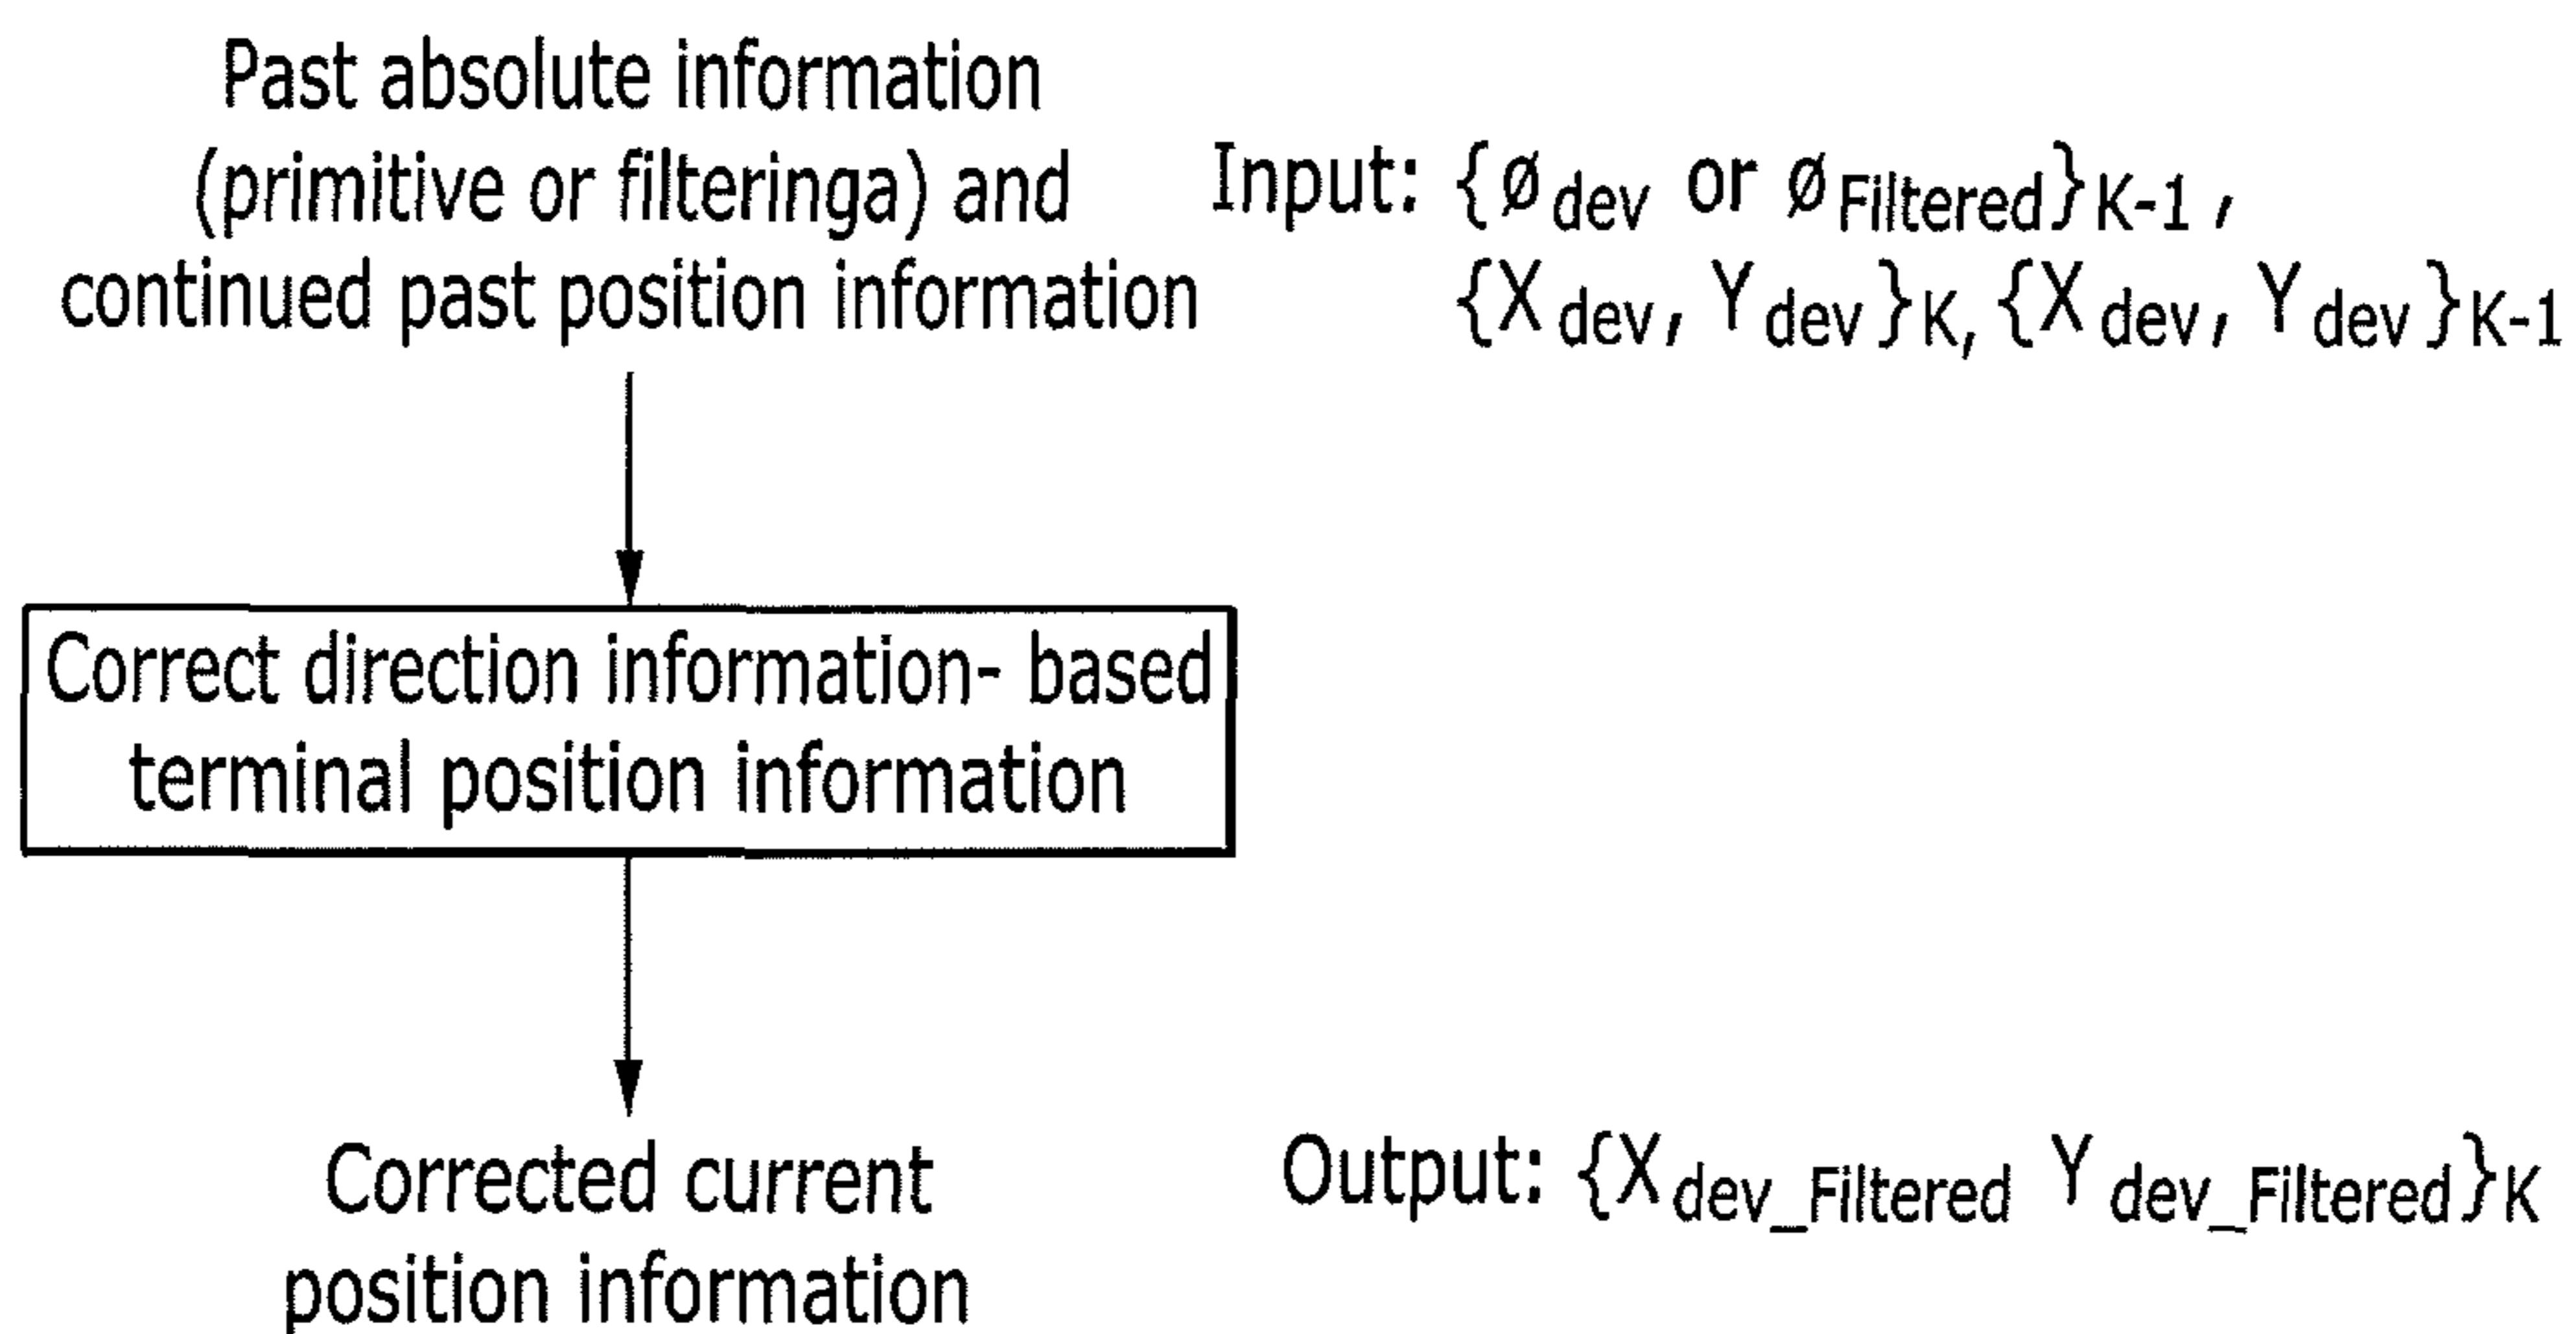 Past absolute information
(primitive or filteringa) and
continued past position information
Input: {ø dev or ø Filtered}K-1 ,
{X dev, Y dev}K, {X dev, Y dev}K-1
Correct direction information- based
terminal position information
Corrected current
position information
Output: {X dev_Filtered Y dev_Filtered}K